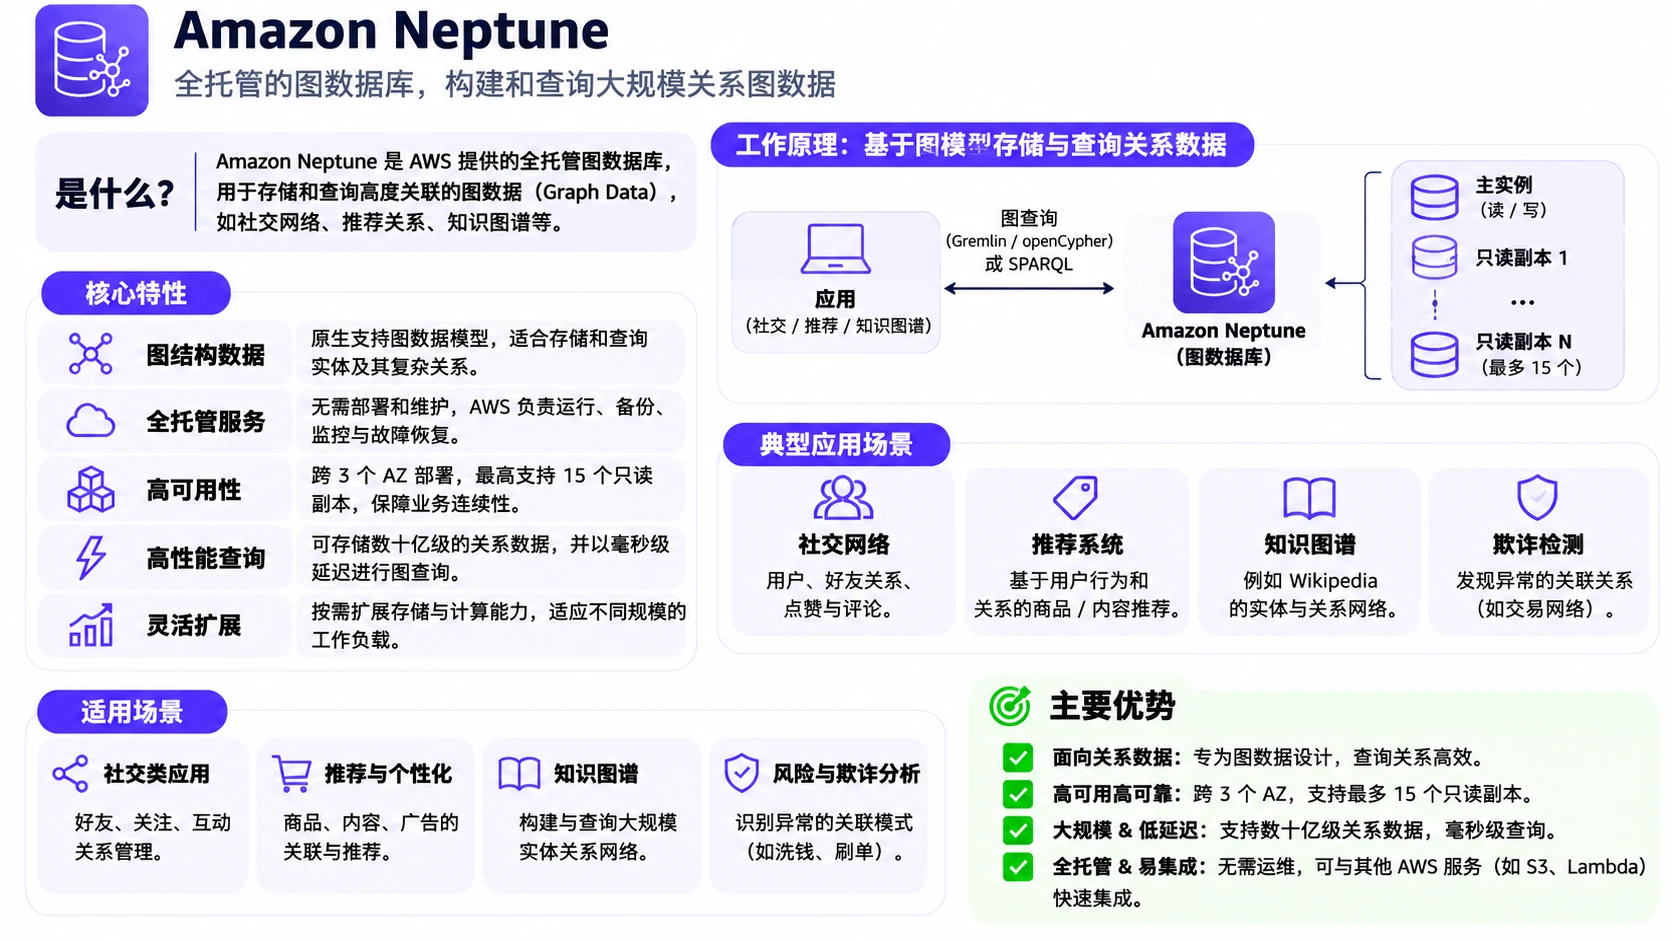 Amazon Neptune
全托管的图数据库，构建和查询大规模关系图数据
是什么？
Amazon Neptune 是 AWS 提供的全托管图数据库，
用于存储和查询高度关联的图数据（Graph Data），
如社交网络、推荐关系、知识图谱等。
核心特性
图结构数据
原生支持图数据模型，适合存储和查询
实体及其复杂关系。
全托管服务
无需部署和维护，AWS 负责运行、备份、
监控与故障恢复。
高可用性
跨 3 个 AZ 部署，最高支持 15 个只读
副本，保障业务连续性。
高性能查询
可存储数十亿级的关系数据，并以毫秒级
延迟进行图查询。
灵活扩展
按需扩展存储与计算能力，适应不同规模的
工作负载。
工作原理：基于图模型存储与查询关系数据
应用
（社交 / 推荐 / 知识图谱）
图查询
（Gremlin / openCypher）
或 SPARQL
Amazon Neptune
（图数据库）
主实例
（读 / 写）
只读副本 1
...
只读副本 N
（最多 15 个）
典型应用场景
社交网络
用户、好友关系、
点赞与评论。
推荐系统
基于用户行为和
关系的商品 / 内容推荐。
知识图谱
例如 Wikipedia
的实体与关系网络。
欺诈检测
发现异常的关联关系
（如交易网络）。
适用场景
社交类应用
好友、关注、互动
关系管理。
推荐与个性化
商品、内容、广告的
关联与推荐。
知识图谱
构建与查询大规模
实体关系网络。
风险与欺诈分析
识别异常的关联模式
（如洗钱、刷单）。
主要优势
面向关系数据：专为图数据设计，查询关系高效。
高可用高可靠：跨 3 个 AZ，支持最多 15 个只读副本。
大规模 & 低延迟：支持数十亿级关系数据，毫秒级查询。
全托管 & 易集成：无需运维，可与其他 AWS 服务（如 S3、Lambda）
快速集成。